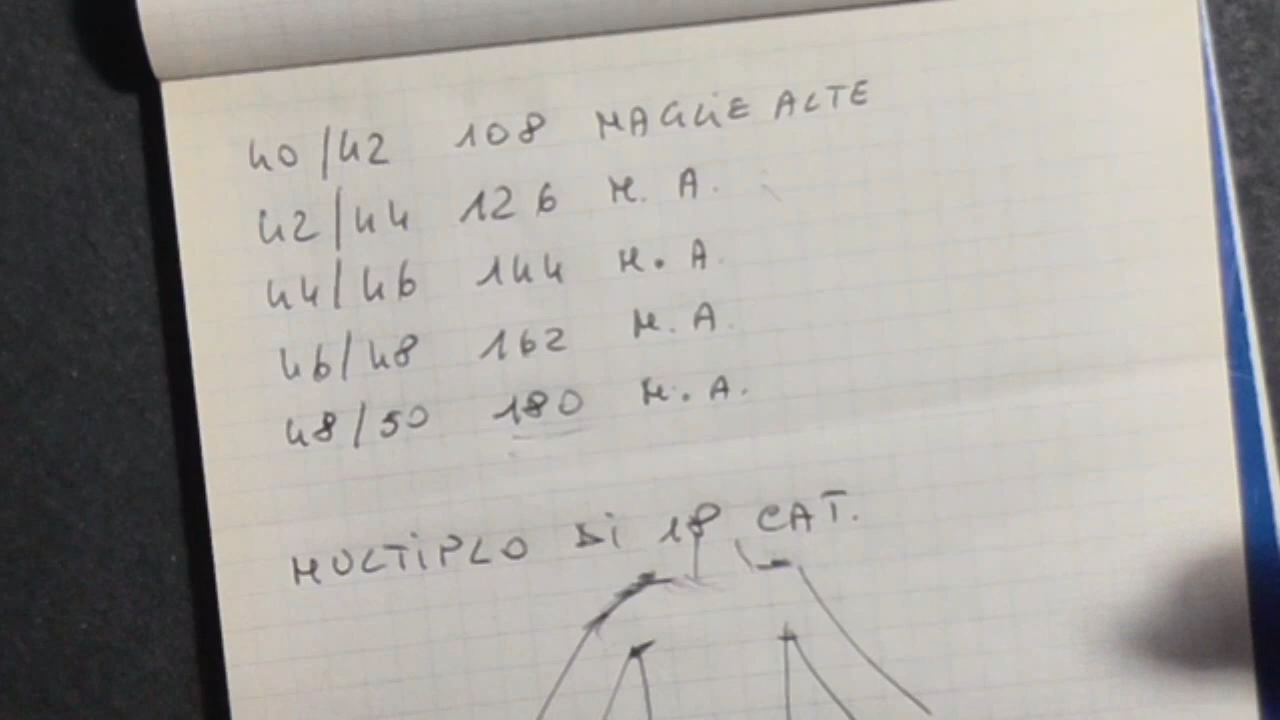 40/42 108 MAGLIE ALTE
42/44 126 M. A.
44/46 144 M. A.
46/48 162 M. A.
48/50 180 M. A.
MULTIPLO Di 18 CAT.